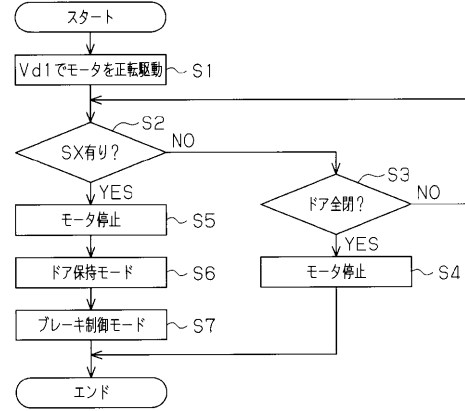 スタート
Vd1でモータを正転駆動
S1
S2
SX有り?
NO
S3
ドア全閉?
NO
YES
YES
モータ停止
S5
モータ停止
S4
ドア保持モード
S6
ブレーキ制御モード
S7
エンド